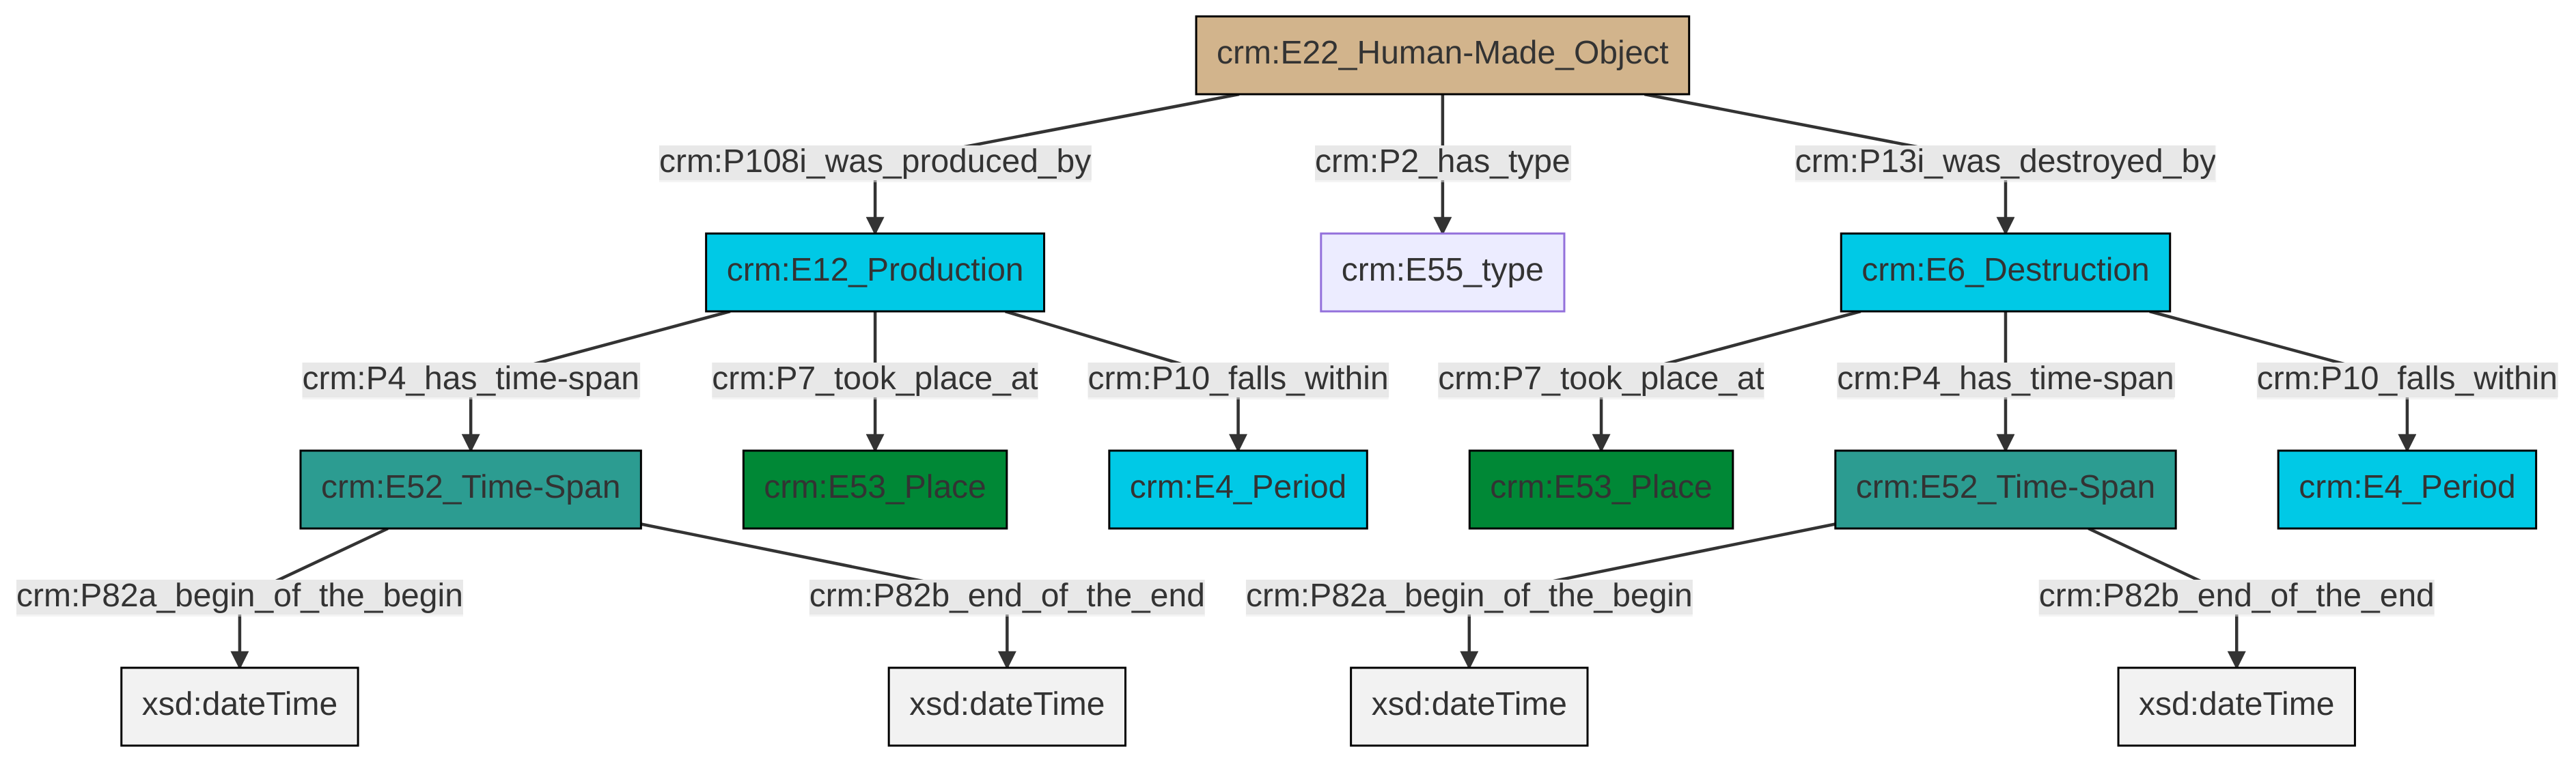 crm:E22_Human-Made_Object
crm:P108i_was_produced_by
crm:P2_has_type
crm:P13i_was_destroyed_by
crm:E12_Production
crm:E55_type
crm:E6_Destruction
crm:P4_has_time-span
crm:P7_took_place_at
crm:P10_falls_within
crm:P7_took_place_at
crm:P4_has_time-span
crm:P10_falls_within
crm:E52_Time-Span
crm:E53_Place
crm:E4_Period
crm:E53_Place
crm:E52_Time-Span
crm:E4_Period
crm:P82a_begin_of_the_begin
crm:P82b_end_of_the_end
crm:P82a_begin_of_the_begin
crm:P82b_end_of_the_end
xsd:dateTime
xsd:dateTime
xsd:dateTime
xsd:dateTime